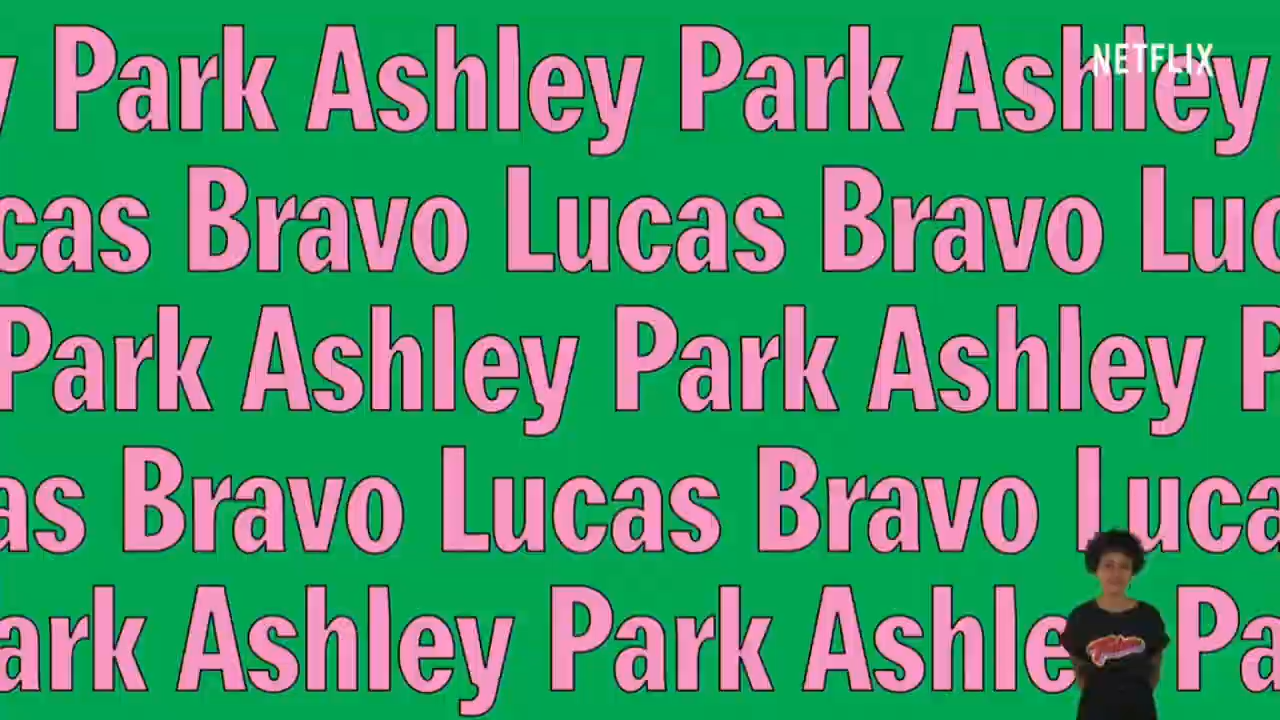 y Park Ashley Park Ashley
NETFLIX
cas Bravo Lucas Bravo Luc
Park Ashley Park Ashley P
as Bravo Lucas Bravo Luca
ark Ashley Park Ashle Pa